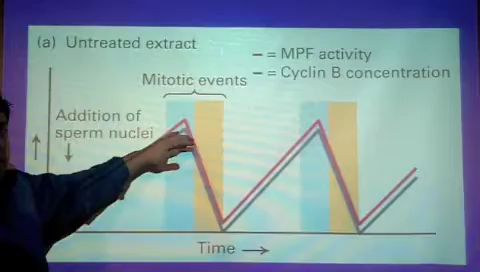 (a) Untreated extract
– = MPF activity
– = Cyclin B concentration
Mitotic events
Addition of
sperm nuclei
Time →